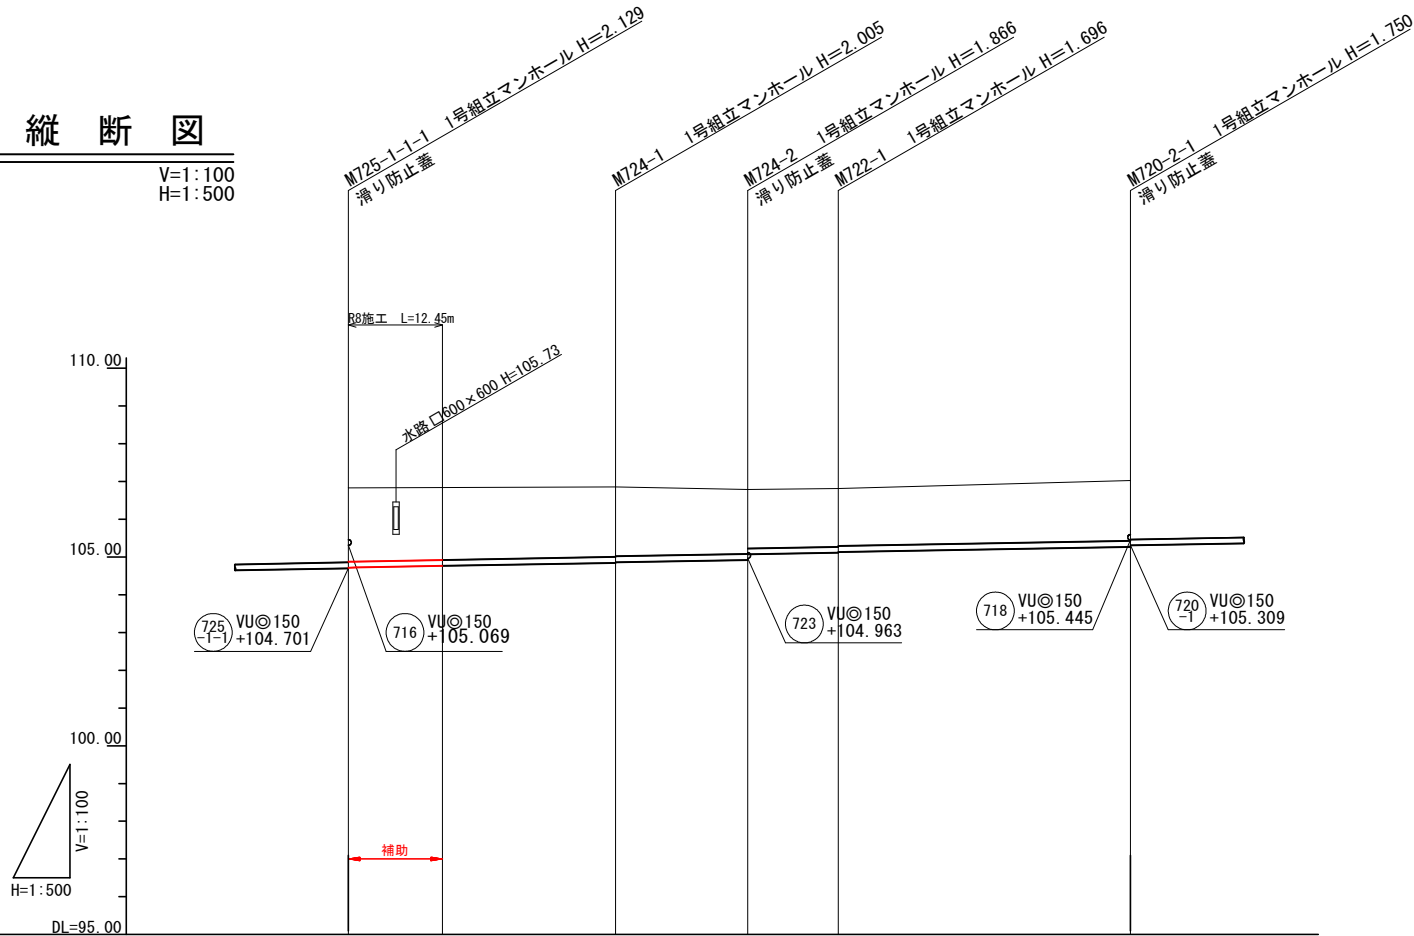 縦断図
V=1:100
H=1:500
M725-1-1-1 1号組立マンホール H=2.129
滑り防止蓋
M724-1 1号組立マンホール H=2.005
M724-2 1号組立マンホール H=1.866
滑り防止蓋
M722-1 1号組立マンホール H=1.696
M720-2-1 1号組立マンホール H=1.750
滑り防止蓋
R8施工 L=12.45m
水路 □600×600 H=105.73
110.00
105.00
100.00
DL=95.00
725
-1-1
VU◎150
+104.701
716
VU◎150
+105.069
723
VU◎150
+104.963
718
VU◎150
+105.445
720
-1
VU◎150
+105.309
補助
V=1:100
H=1:500